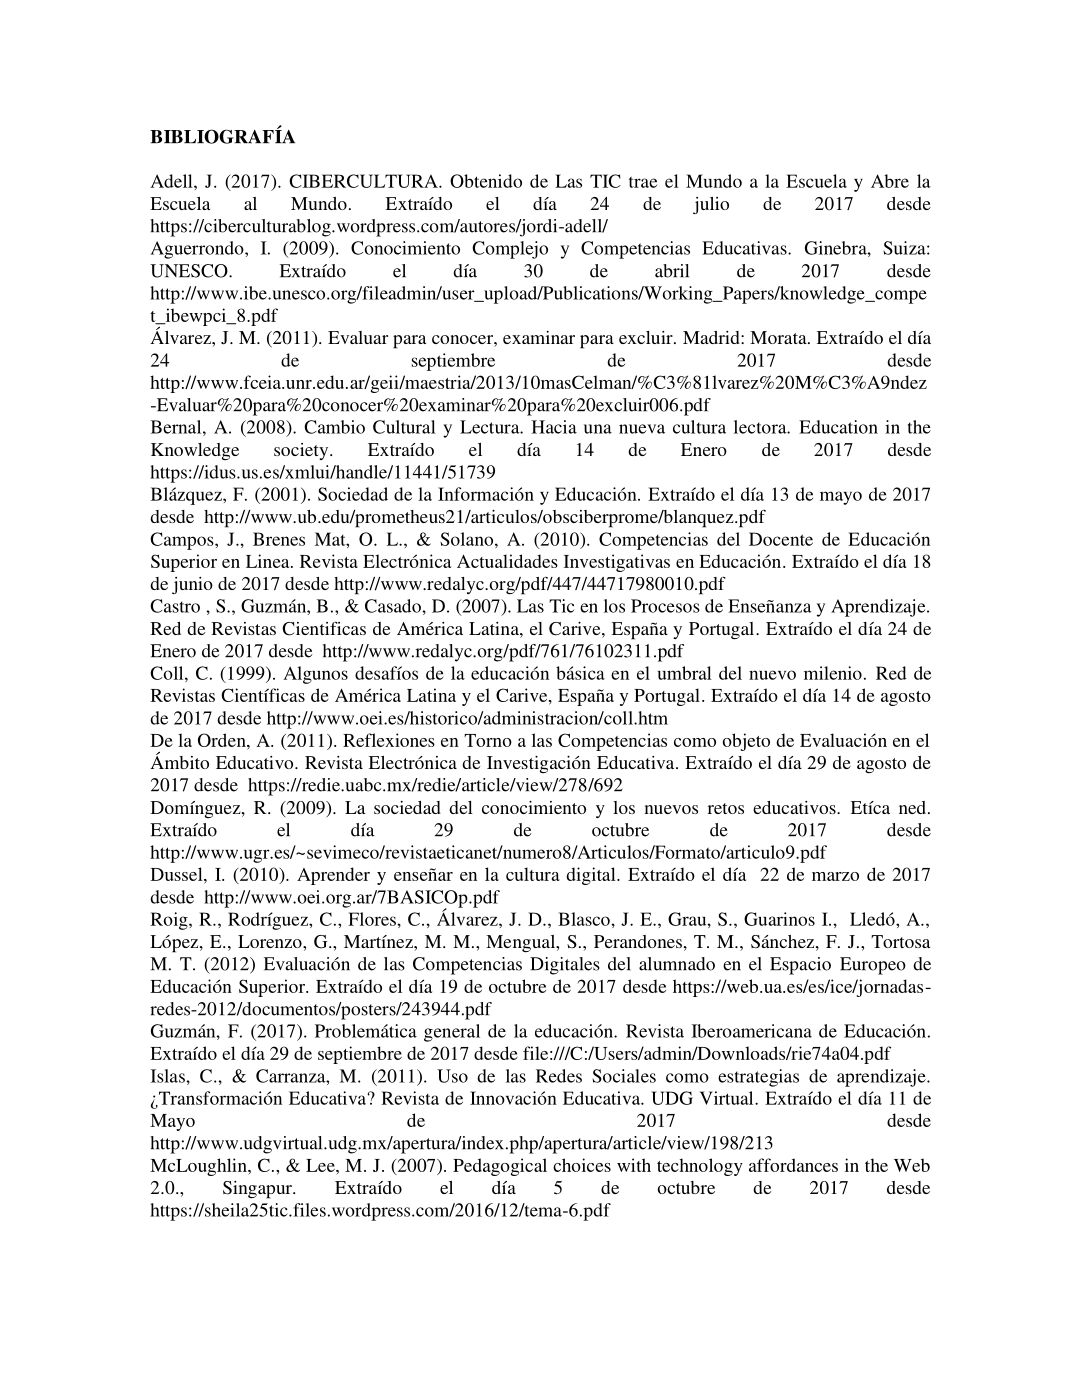 BIBLIOGRAFÍA
Adell, J. (2017). CIBERCULTURA. Obtenido de Las TIC trae el Mundo a la Escuela y Abre la
Escuela al Mundo. Extraído el día 24 de julio de 2017 desde
https://ciberculturablog.wordpress.com/autores/jordi-adell/
Aguerrondo, I. (2009). Conocimiento Complejo y Competencias Educativas. Ginebra, Suiza:
UNESCO. Extraído el día 30 de abril de 2017 desde
http://www.ibe.unesco.org/fileadmin/user_upload/Publications/Working_Papers/knowledge_compe
t_ibewpci_8.pdf
Álvarez, J. M. (2011). Evaluar para conocer, examinar para excluir. Madrid: Morata. Extraído el día
24 de septiembre de 2017 desde
http://www.fceia.unr.edu.ar/geii/maestria/2013/10masCelman/%C3%81lvarez%20M%C3%A9ndez
-Evaluar%20para%20conocer%20examinar%20para%20excluir006.pdf
Bernal, A. (2008). Cambio Cultural y Lectura. Hacia una nueva cultura lectora. Education in the
Knowledge society. Extraído el día 14 de Enero de 2017 desde
https://idus.us.es/xmlui/handle/11441/51739
Blázquez, F. (2001). Sociedad de la Información y Educación. Extraído el día 13 de mayo de 2017
desde http://www.ub.edu/prometheus21/articulos/obsciberprome/blanquez.pdf
Campos, J., Brenes Mat, O. L., & Solano, A. (2010). Competencias del Docente de Educación
Superior en Linea. Revista Electrónica Actualidades Investigativas en Educación. Extraído el día 18
de junio de 2017 desde http://www.redalyc.org/pdf/447/44717980010.pdf
Castro , S., Guzmán, B., & Casado, D. (2007). Las Tic en los Procesos de Enseñanza y Aprendizaje.
Red de Revistas Cientificas de América Latina, el Carive, España y Portugal. Extraído el día 24 de
Enero de 2017 desde http://www.redalyc.org/pdf/761/76102311.pdf
Coll, C. (1999). Algunos desafíos de la educación básica en el umbral del nuevo milenio. Red de
Revistas Científicas de América Latina y el Carive, España y Portugal. Extraído el día 14 de agosto
de 2017 desde http://www.oei.es/historico/administracion/coll.htm
De la Orden, A. (2011). Reflexiones en Torno a las Competencias como objeto de Evaluación en el
Ámbito Educativo. Revista Electrónica de Investigación Educativa. Extraído el día 29 de agosto de
2017 desde https://redie.uabc.mx/redie/article/view/278/692
Domínguez, R. (2009). La sociedad del conocimiento y los nuevos retos educativos. Etíca ned.
Extraído el día 29 de octubre de 2017 desde
http://www.ugr.es/~sevimeco/revistaeticanet/numero8/Articulos/Formato/articulo9.pdf
Dussel, I. (2010). Aprender y enseñar en la cultura digital. Extraído el día 22 de marzo de 2017
desde http://www.oei.org.ar/7BASICOp.pdf
Roig, R., Rodríguez, C., Flores, C., Álvarez, J. D., Blasco, J. E., Grau, S., Guarinos I., Lledó, A.,
López, E., Lorenzo, G., Martínez, M. M., Mengual, S., Perandones, T. M., Sánchez, F. J., Tortosa
M. T. (2012) Evaluación de las Competencias Digitales del alumnado en el Espacio Europeo de
Educación Superior. Extraído el día 19 de octubre de 2017 desde https://web.ua.es/es/ice/jornadas-
redes-2012/documentos/posters/243944.pdf
Guzmán, F. (2017). Problemática general de la educación. Revista Iberoamericana de Educación.
Extraído el día 29 de septiembre de 2017 desde file:///C:/Users/admin/Downloads/rie74a04.pdf
Islas, C., & Carranza, M. (2011). Uso de las Redes Sociales como estrategias de aprendizaje.
¿Transformación Educativa? Revista de Innovación Educativa. UDG Virtual. Extraído el día 11 de
Mayo de 2017 desde
http://www.udgvirtual.udg.mx/apertura/index.php/apertura/article/view/198/213
McLoughlin, C., & Lee, M. J. (2007). Pedagogical choices with technology affordances in the Web
2.0., Singapur. Extraído el día 5 de octubre de 2017 desde
https://sheila25tic.files.wordpress.com/2016/12/tema-6.pdf